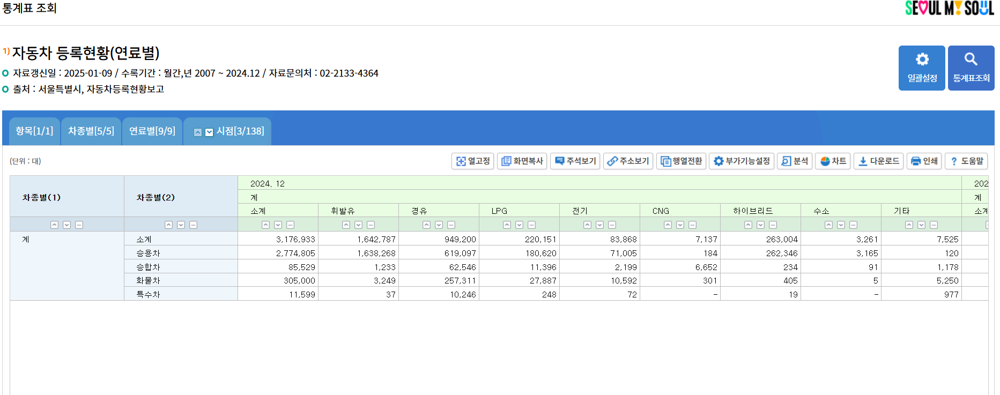 통계표 조회
SEOUL MY SOUL
1) 자동차 등록현황(연료별)
자료갱신일 : 2025-01-09 / 수록기간 : 월간,년 2007 ~ 2024.12 / 자료문의처 : 02-2133-4364
출처 : 서울특별시, 자동차등록현황보고
일괄설정 통계표조회
항목[1/1] 차종별[5/5] 연료별[9/9] 시점[3/138]
(단위 : 대) 열고정 화면복사 주석보기 주소보기 행렬전환 부가기능설정 분석 차트 다운로드 인쇄 ? 도움말
차종별(1) 차종별(2) 2024. 12 202
계 계
소계 휘발유 경유 LPG 전기 CNG 하이브리드 수소 기타 소계
계 소계 3,176,933 1,642,787 949,200 220,151 83,868 7,137 263,004 3,261 7,525
승용차 2,774,805 1,638,268 619,097 180,620 71,005 184 262,346 3,165 120
승합차 85,529 1,233 62,546 11,396 2,199 6,652 234 91 1,178
화물차 305,000 3,249 257,311 27,887 10,592 301 405 5 5,250
특수차 11,599 37 10,246 248 72 - 19 - 977